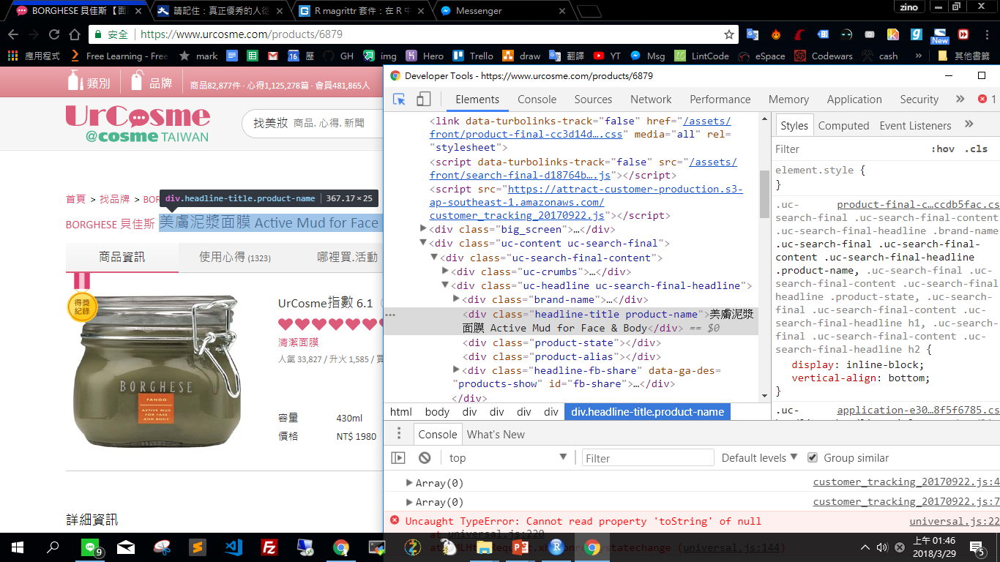 BORGHESE 貝佳斯【面
請記住：真正優秀的人從
R magrittr 套件：在 R 中
Messenger
zino
安全 | https://www.urcosme.com/products/6879
New
應用程式 Free Learning - Free mark 16 歷 GH img Hero Trello draw 翻譯 YT Msg LintCode eSpace Codewars cash » 其他書籤
類別 品牌 商品82,877件 · 心得1,125,278篇 · 會員481,865人
UrCosme
@cosme TAIWAN
找美妝 商品. 心得. 新聞
首頁 > 找品牌 > BOR
div.headline-title.product-name | 367.17×25
BORGHESE 貝佳斯 美膚泥漿面膜 Active Mud for Face
商品資訊 使用心得 (1323) 哪裡買.活動
得獎
紀錄
UrCosme指數 6.1
清潔面膜
人氣 33,827 / 升火 1,585 / 買
BORGHESE
FANGO
ACTIVE MUD
FOR FACE
AND BODY
容量 430ml
價格 NT$ 1980
詳細資訊
Developer Tools - https://www.urcosme.com/products/6879
Elements Console Sources Network Performance Memory Application Security » 1
<link data-turbolinks-track="false" href="/assets/
front/product-final-cc3d14d….css" media="all" rel=
"stylesheet">
<script data-turbolinks-track="false" src="/assets/
front/search-final-d18764b….js"></script>
<script src="https://attract-customer-production.s3-
ap-southeast-1.amazonaws.com/
customer_tracking_20170922.js"></script>
<div class="big_screen">…</div>
<div class="uc-content uc-search-final">
<div class="uc-search-final-content">
<div class="uc-crumbs">…</div>
<div class="uc-headline uc-search-final-headline">
<div class="brand-name">…</div>
<div class="headline-title product-name">美膚泥漿
面膜 Active Mud for Face & Body</div> == $0
<div class="product-state"></div>
<div class="product-alias"></div>
<div class="headline-fb-share" data-ga-des=
"products-show" id="fb-share">…</div>
</div>
html body div div div div div.headline-title.product-name
Styles Computed Event Listeners »
Filter :hov .cls
element.style {
}
.uc- product-final-c…ccdb5fac.cs
search-final .uc-search-final-content
.uc-search-final-headline .brand-name,
.uc-search-final .uc-search-final-
content .uc-search-final-headline
.product-name, .uc-search-final .uc-
search-final-content .uc-search-final-
headline .product-state, .uc-search-
final .uc-search-final-content .uc-
search-final-headline h1, .uc-search-
final .uc-search-final-content .uc-
search-final-headline h2 {
display: inline-block;
vertical-align: bottom;
}
.uc- application-e30…8f5f6785.cs
Console What's New
top Filter Default levels Group similar
Array(0) customer_tracking_20170922.js:4
Array(0) customer_tracking_20170922.js:7
Uncaught TypeError: Cannot read property 'toString' of null universal.js:22
at universal.js:220
(universal.js:144)
9
上午 01:46
2018/3/29
5